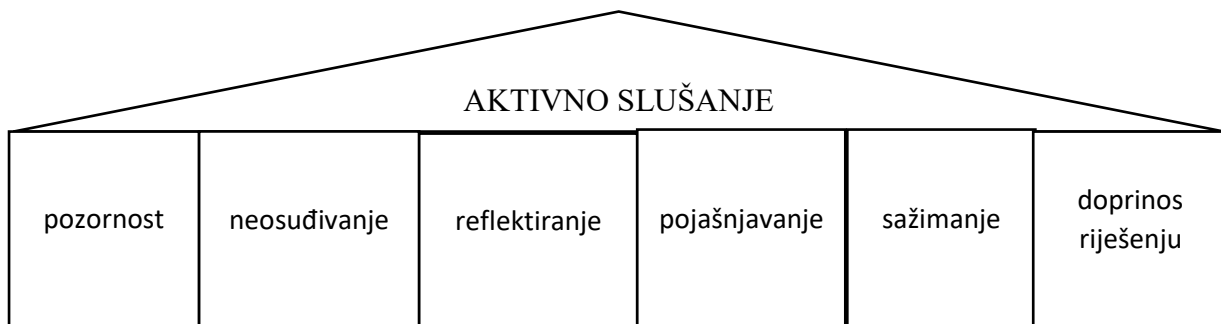 AKTIVNO SLUŠANJE
pozornost
neosuđivanje
reflektiranje
pojašnjavanje
sažimanje
doprinos
riješenju